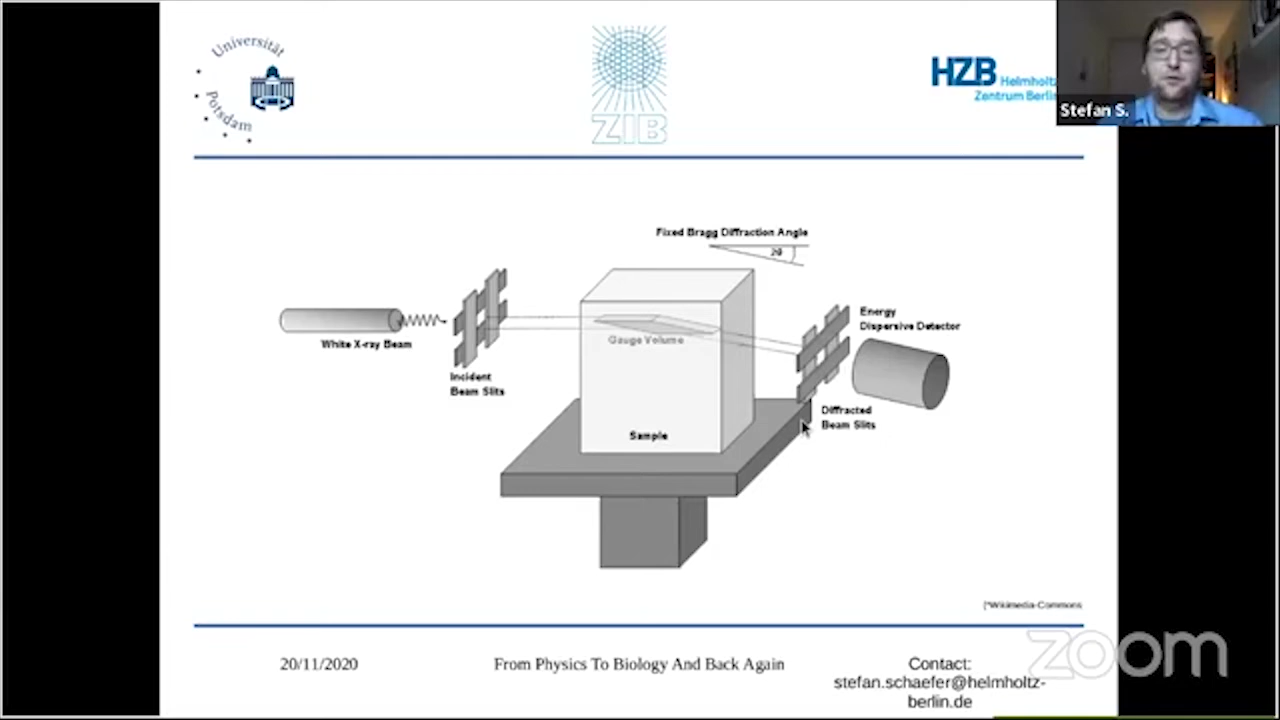 Universität
Potsdam
ZIB
HZB Helmholtz
Zentrum Berlin
Stefan S.
Fixed Bragg Diffraction Angle
2θ
White X-ray Beam
Incident
Beam Slits
Gauge Volume
Sample
Energy
Dispersive Detector
Diffracted
Beam Slits
[*Wikimedia-Commons
20/11/2020
From Physics To Biology And Back Again
Contact:
stefan.schaefer@helmholtz-
berlin.de
zoom